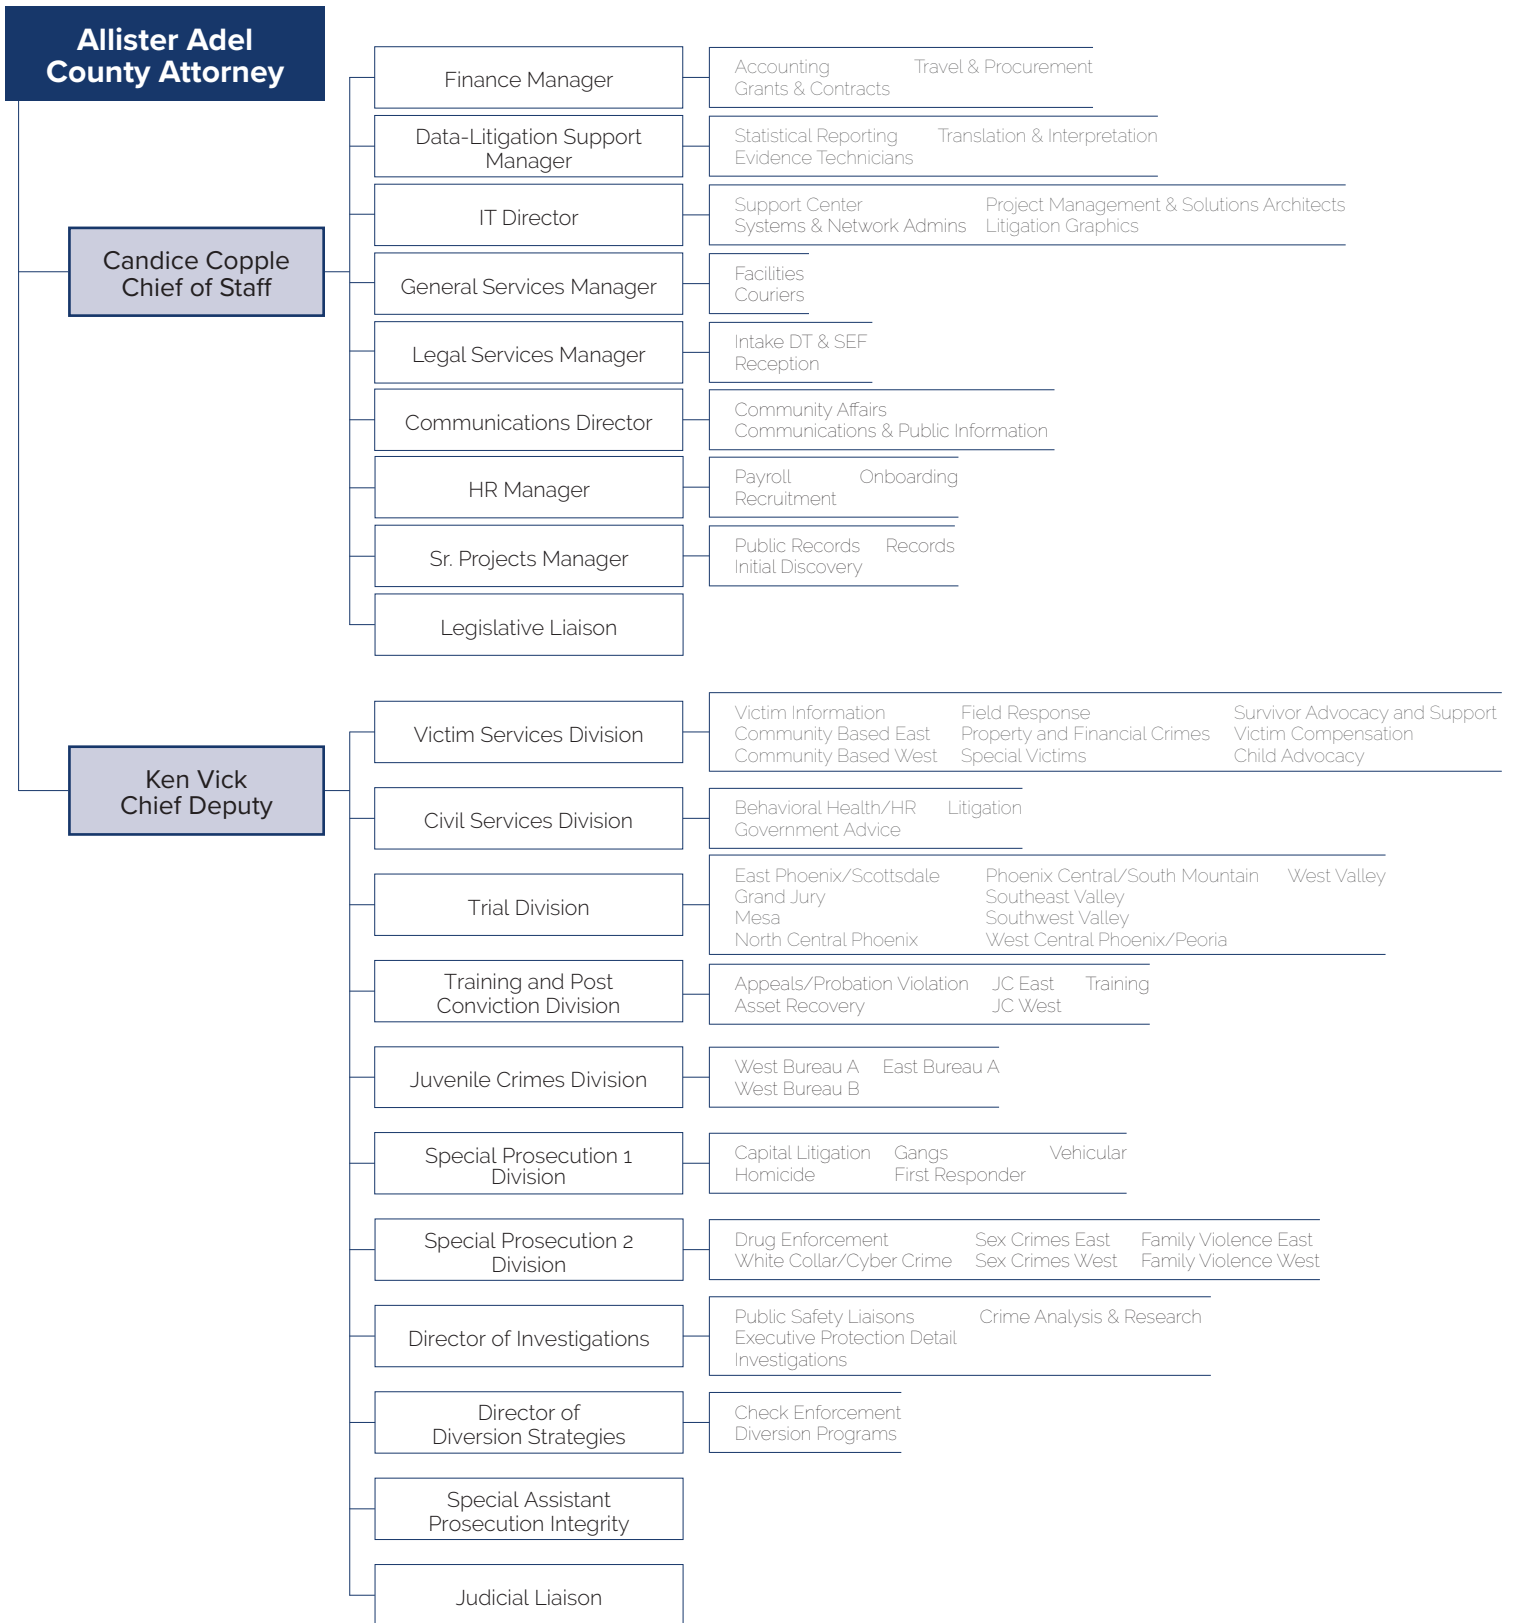 Allister Adel
County Attorney
Candice Copple
Chief of Staff
Finance Manager
Accounting Travel & Procurement
Grants & Contracts
Data-Litigation Support
Manager
Statistical Reporting Translation & Interpretation
Evidence Technicians
IT Director
Support Center Project Management & Solutions Architects
Systems & Network Admins Litigation Graphics
General Services Manager
Facilities
Couriers
Legal Services Manager
Intake DT & SEF
Reception
Communications Director
Community Affairs
Communications & Public Information
HR Manager
Payroll Onboarding
Recruitment
Sr. Projects Manager
Public Records Records
Initial Discovery
Legislative Liaison
Ken Vick
Chief Deputy
Victim Services Division
Victim Information Field Response Survivor Advocacy and Support
Community Based East Property and Financial Crimes Victim Compensation
Community Based West Special Victims Child Advocacy
Civil Services Division
Behavioral Health/HR Litigation
Government Advice
Trial Division
East Phoenix/Scottsdale Phoenix Central/South Mountain West Valley
Grand Jury Southeast Valley
Mesa Southwest Valley
North Central Phoenix West Central Phoenix/Peoria
Training and Post
Conviction Division
Appeals/Probation Violation JC East Training
Asset Recovery JC West
Juvenile Crimes Division
West Bureau A East Bureau A
West Bureau B
Special Prosecution 1
Division
Capital Litigation Gangs Vehicular
Homicide First Responder
Special Prosecution 2
Division
Drug Enforcement Sex Crimes East Family Violence East
White Collar/Cyber Crime Sex Crimes West Family Violence West
Director of Investigations
Public Safety Liaisons Crime Analysis & Research
Executive Protection Detail
Investigations
Director of
Diversion Strategies
Check Enforcement
Diversion Programs
Special Assistant
Prosecution Integrity
Judicial Liaison